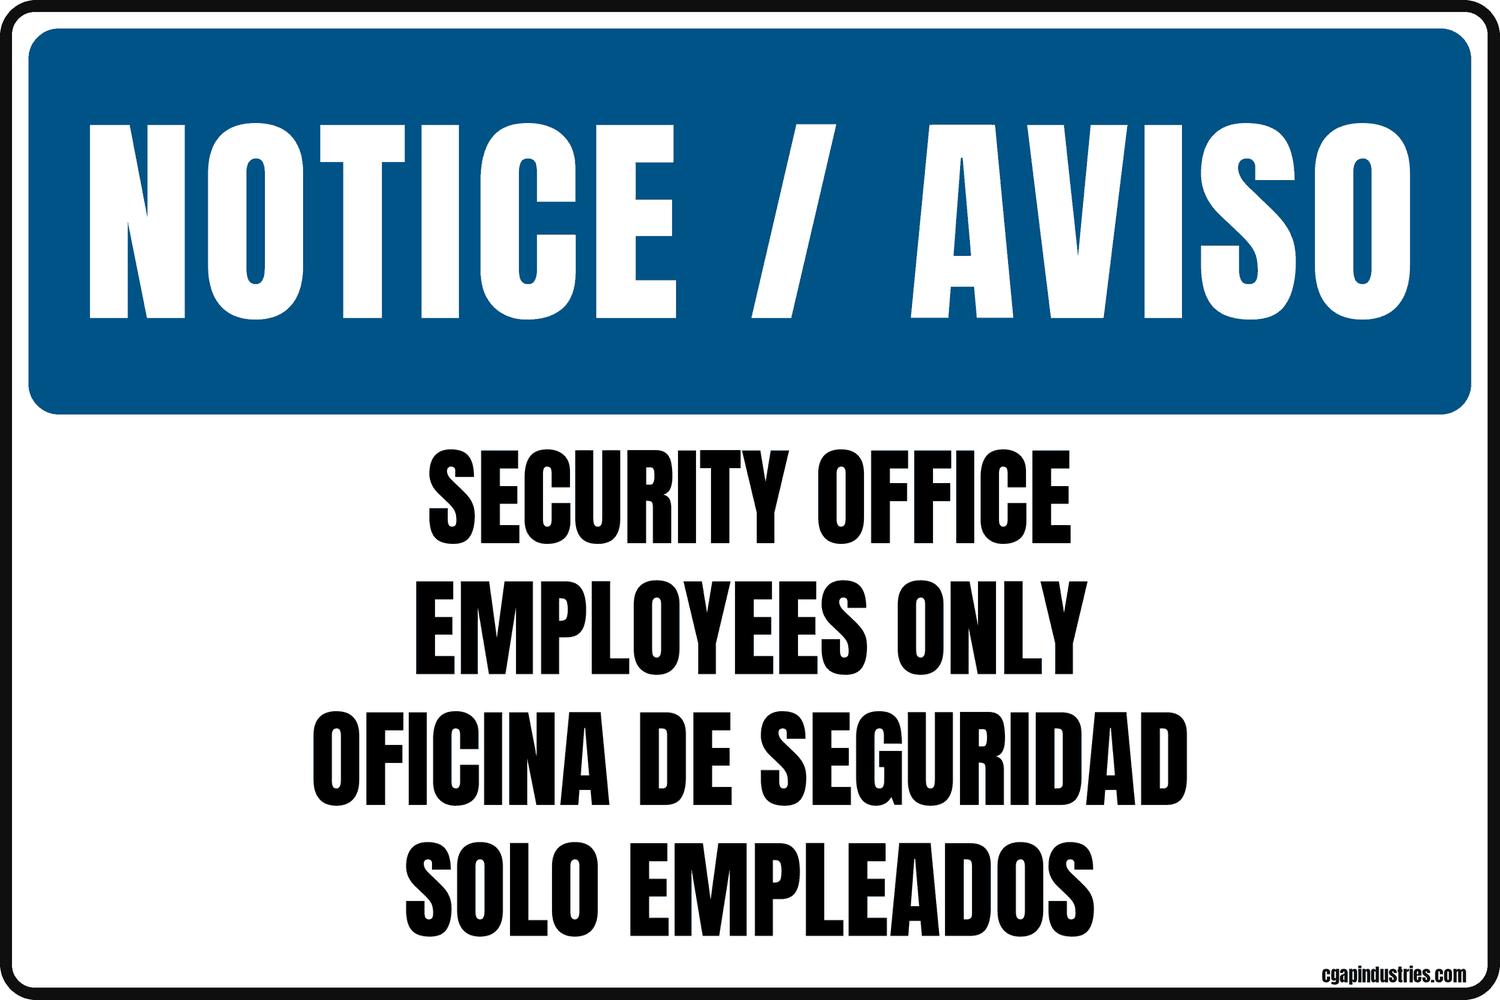 NOTICE / AVISO
SECURITY OFFICE
EMPLOYEES ONLY
OFICINA DE SEGURIDAD
SOLO EMPLEADOS
cgapindustries.com